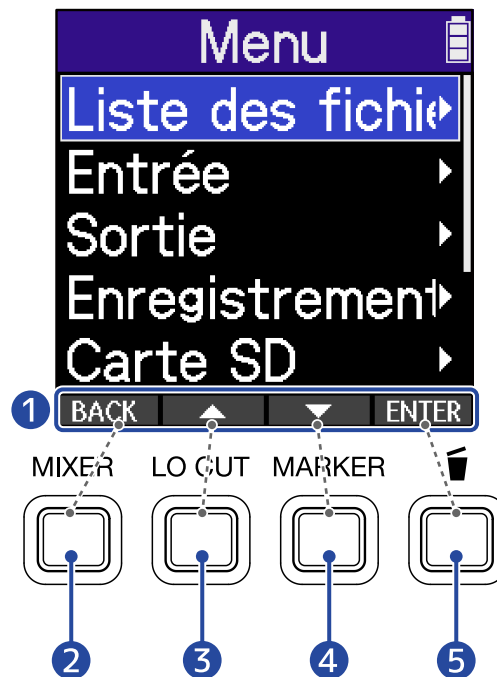 Menu
Liste des fichie
Entrée
Sortie
Enregistrement
Carte SD
1 BACK ENTER
MIXER LO CUT MARKER
2 3 4 5